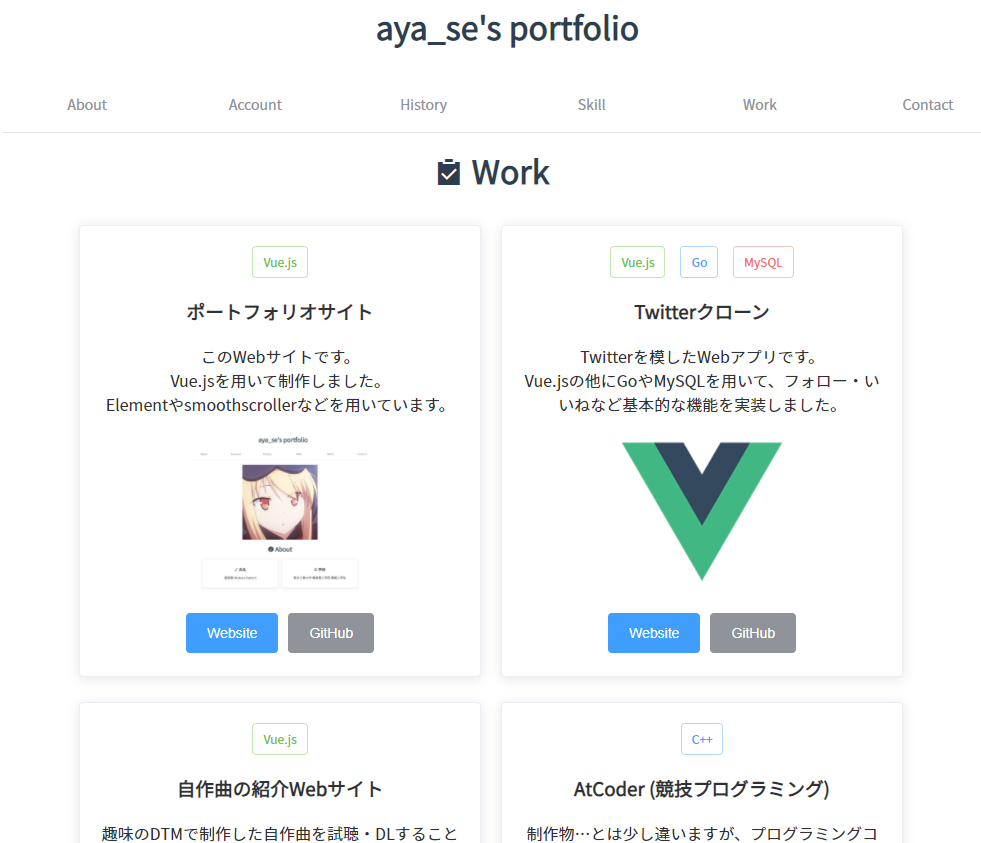 aya_se's portfolio
About
Account
History
Skill
Work
Contact
Work
Vue.js
ポートフォリオサイト
このWebサイトです。
Vue.jsを用いて制作しました。
Elementやsmoothscrollerなどを用いています。
aya_se's portfolio
About
Website
GitHub
Vue.js
Go
MySQL
Twitterクローン
Twitterを模したWebアプリです。
Vue.jsの他にGoやMySQLを用いて、フォロー・い
いねなど基本的な機能を実装しました。
Website
GitHub
Vue.js
自作曲の紹介Webサイト
趣味のDTMで制作した自作曲を試聴・DLすること
C++
AtCoder (競技プログラミング)
制作物…とは少し違いますが、プログラミングコ